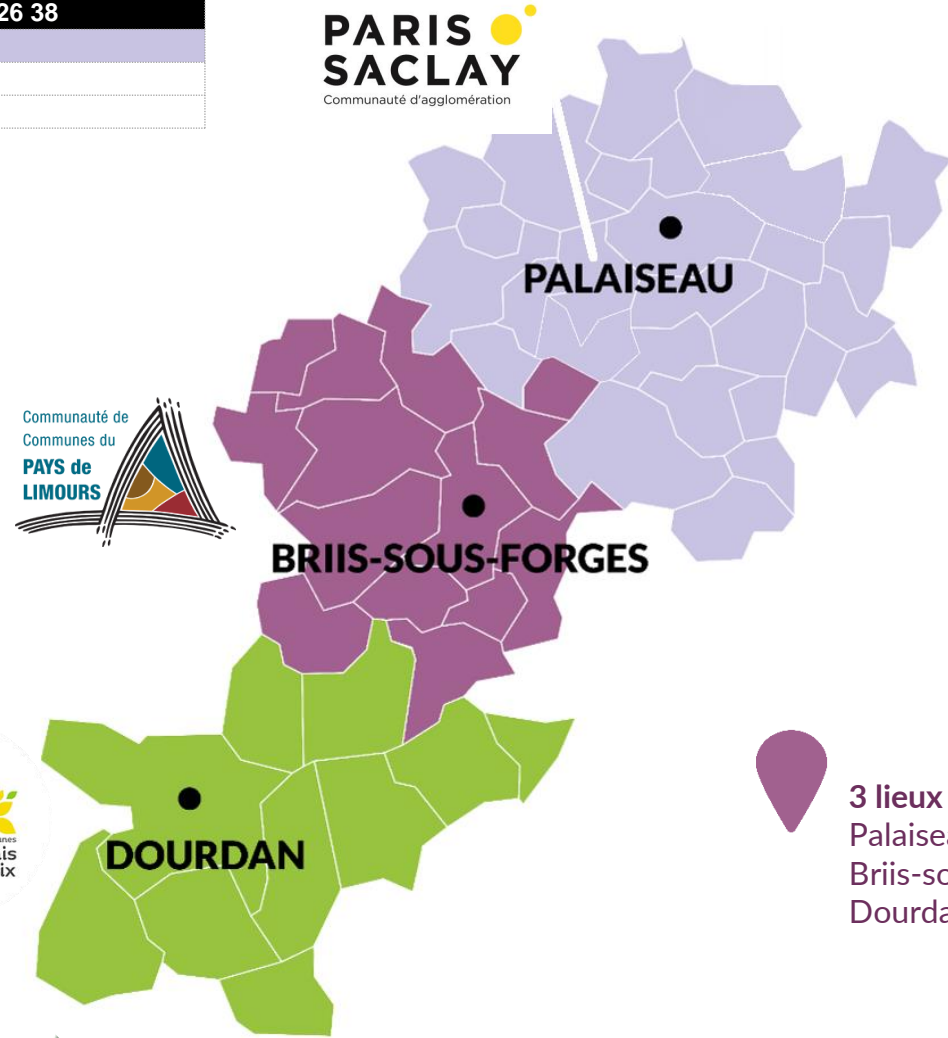 26 38
PARIS
SACLAY
Communauté d'agglomération
PALAISEAU
Communauté de
Communes du
PAYS de
LIMOURS
BRIIS-SOUS-FORGES
DOURDAN
3 lieux